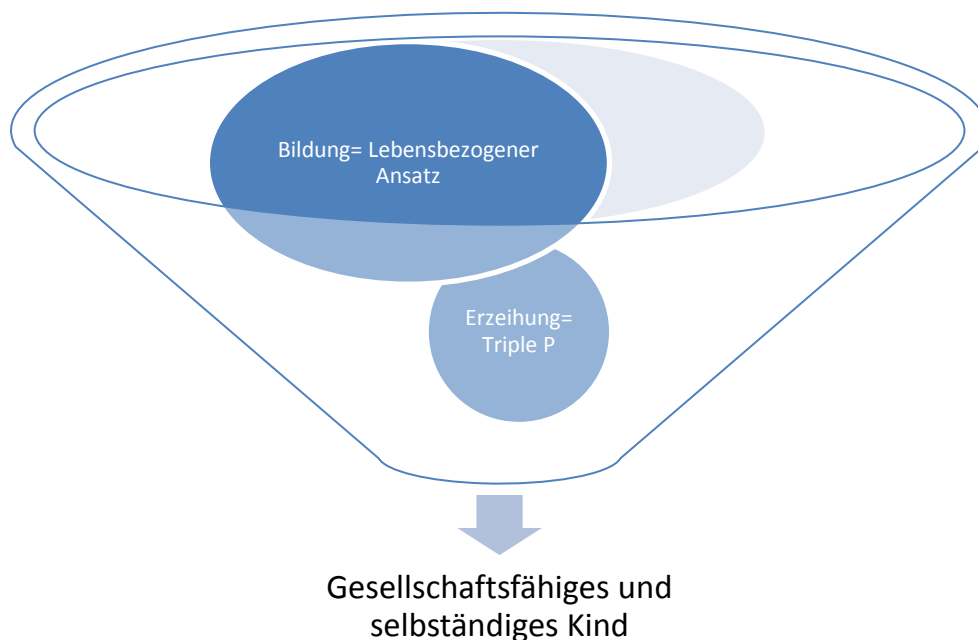 Bildung= Lebensbezogener
Ansatz
Erzeihung=
Triple P
Gesellschaftsfähiges und
selbständiges Kind